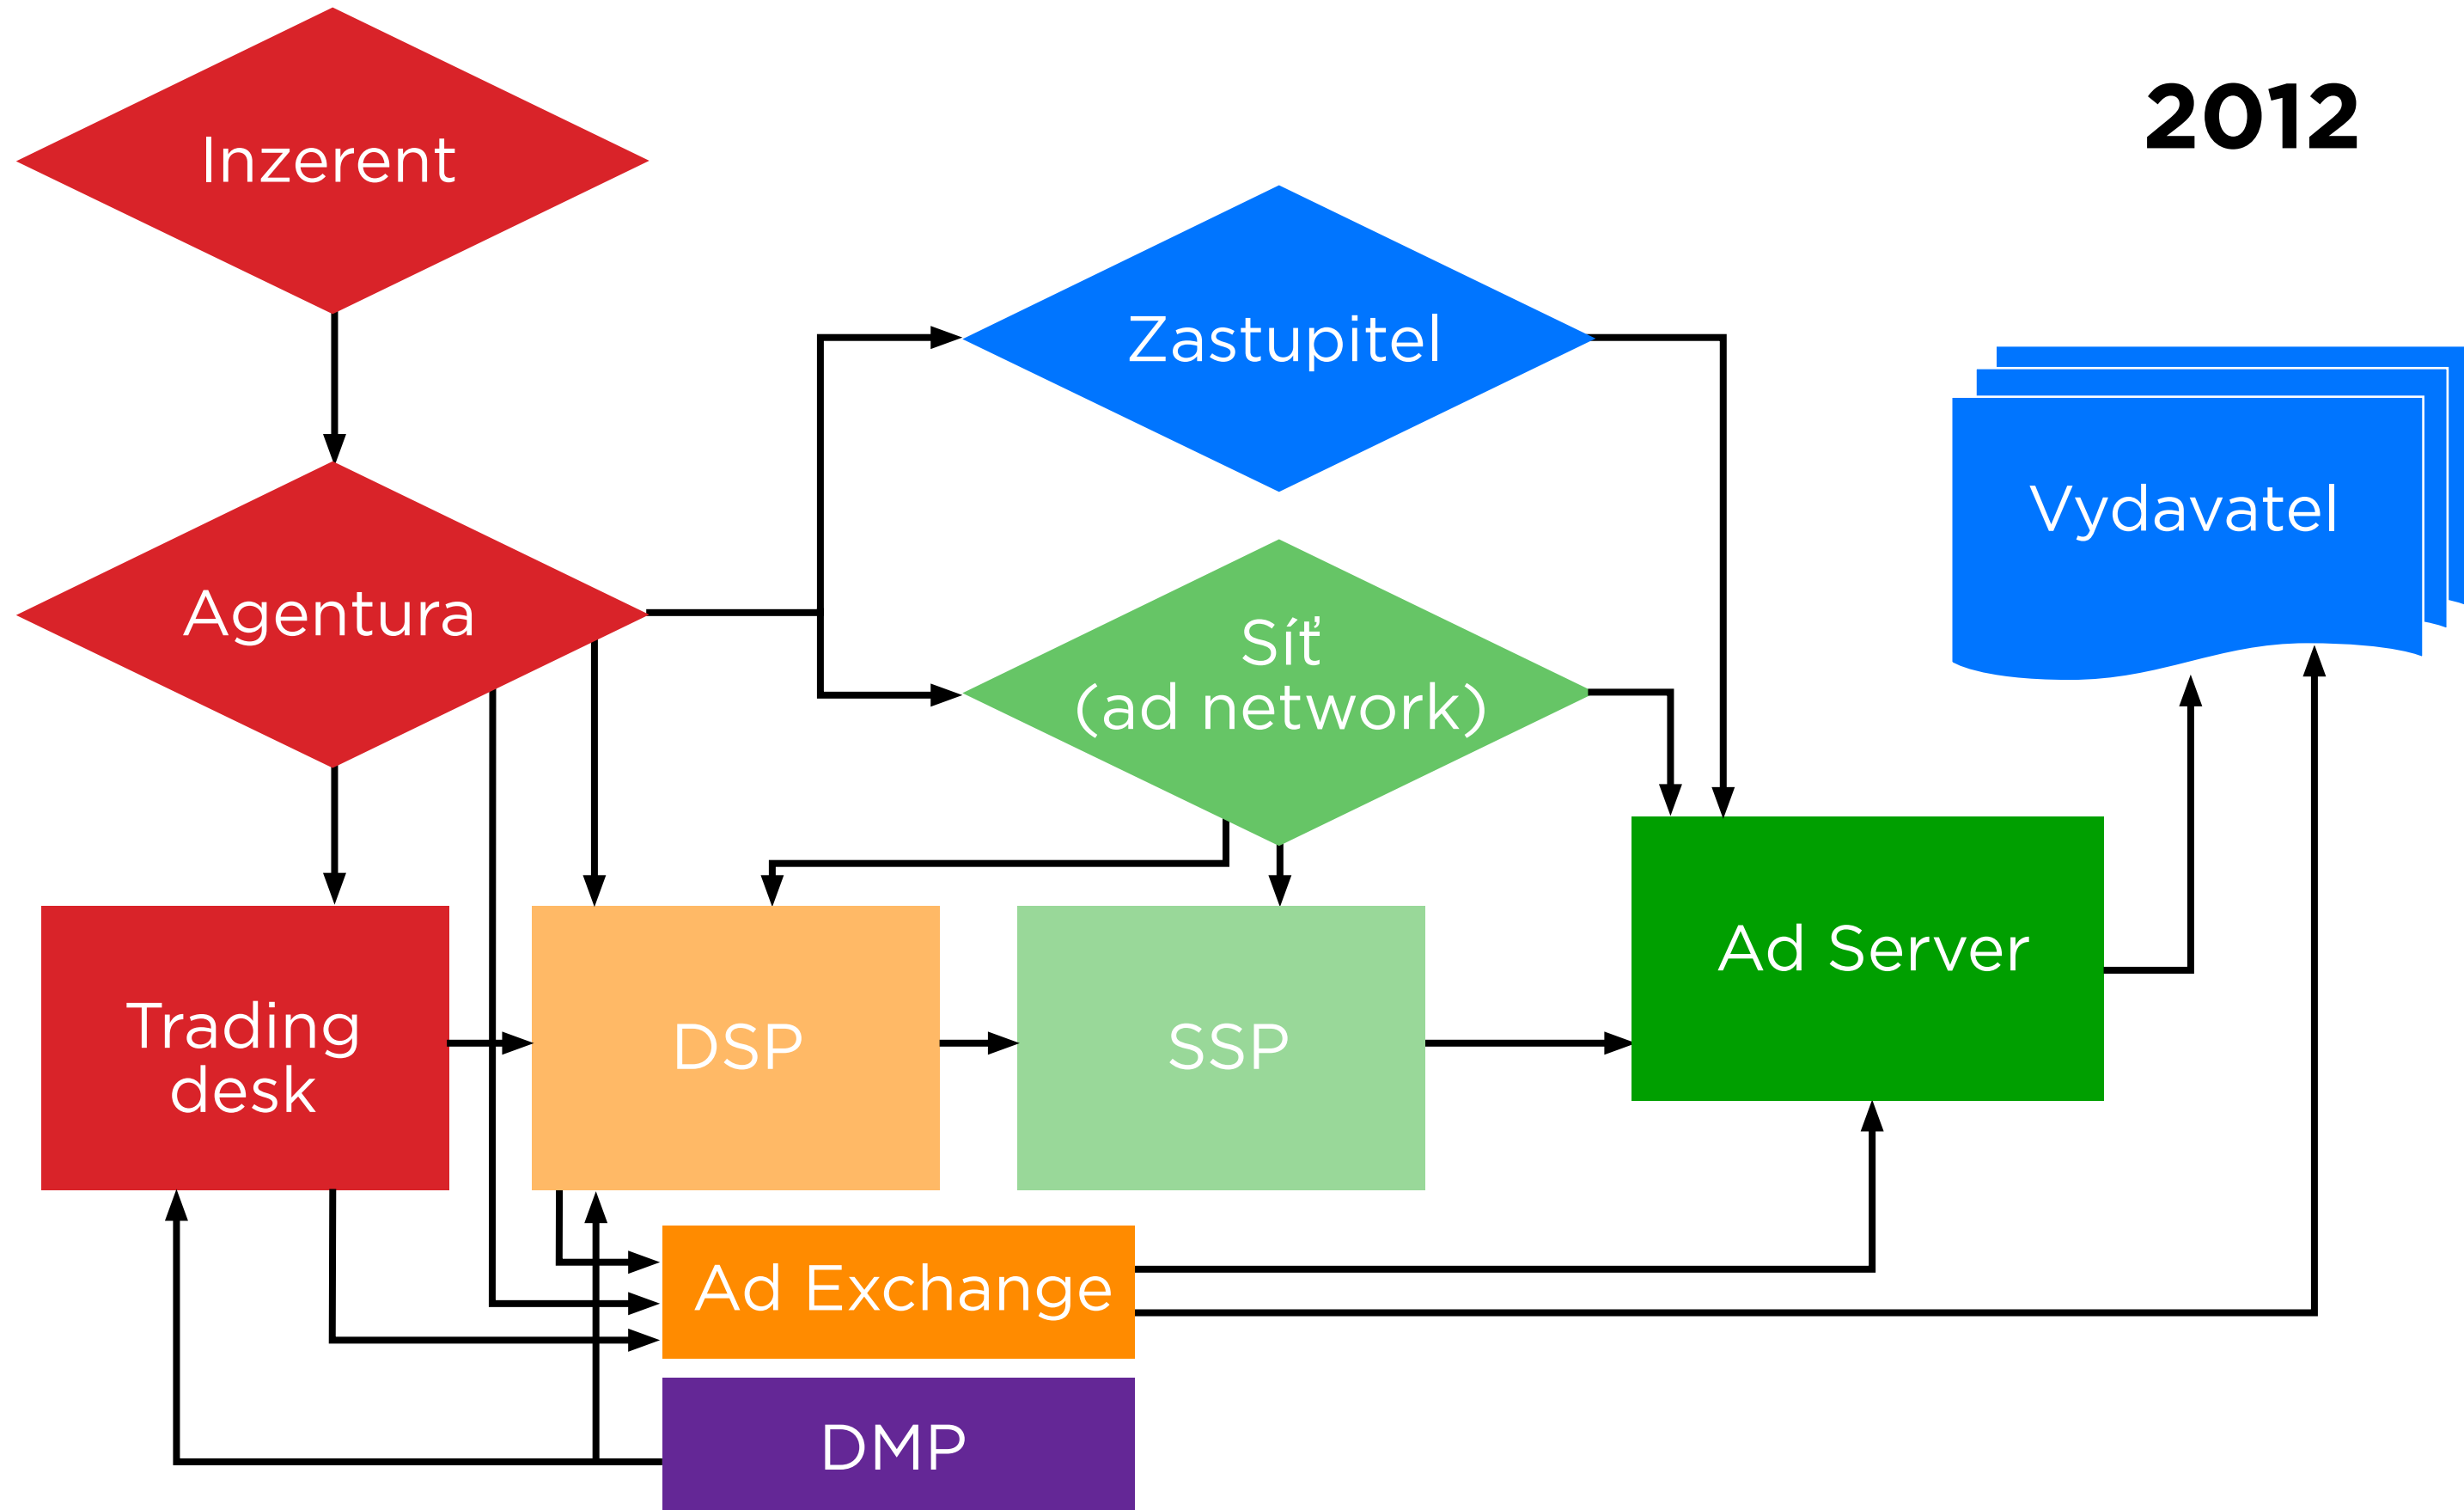 2012
Inzerent
Zastupitel
Vydavatel
Agentura
Síť
(ad network)
Ad Server
Trading
desk
DSP
SSP
Ad Exchange
DMP